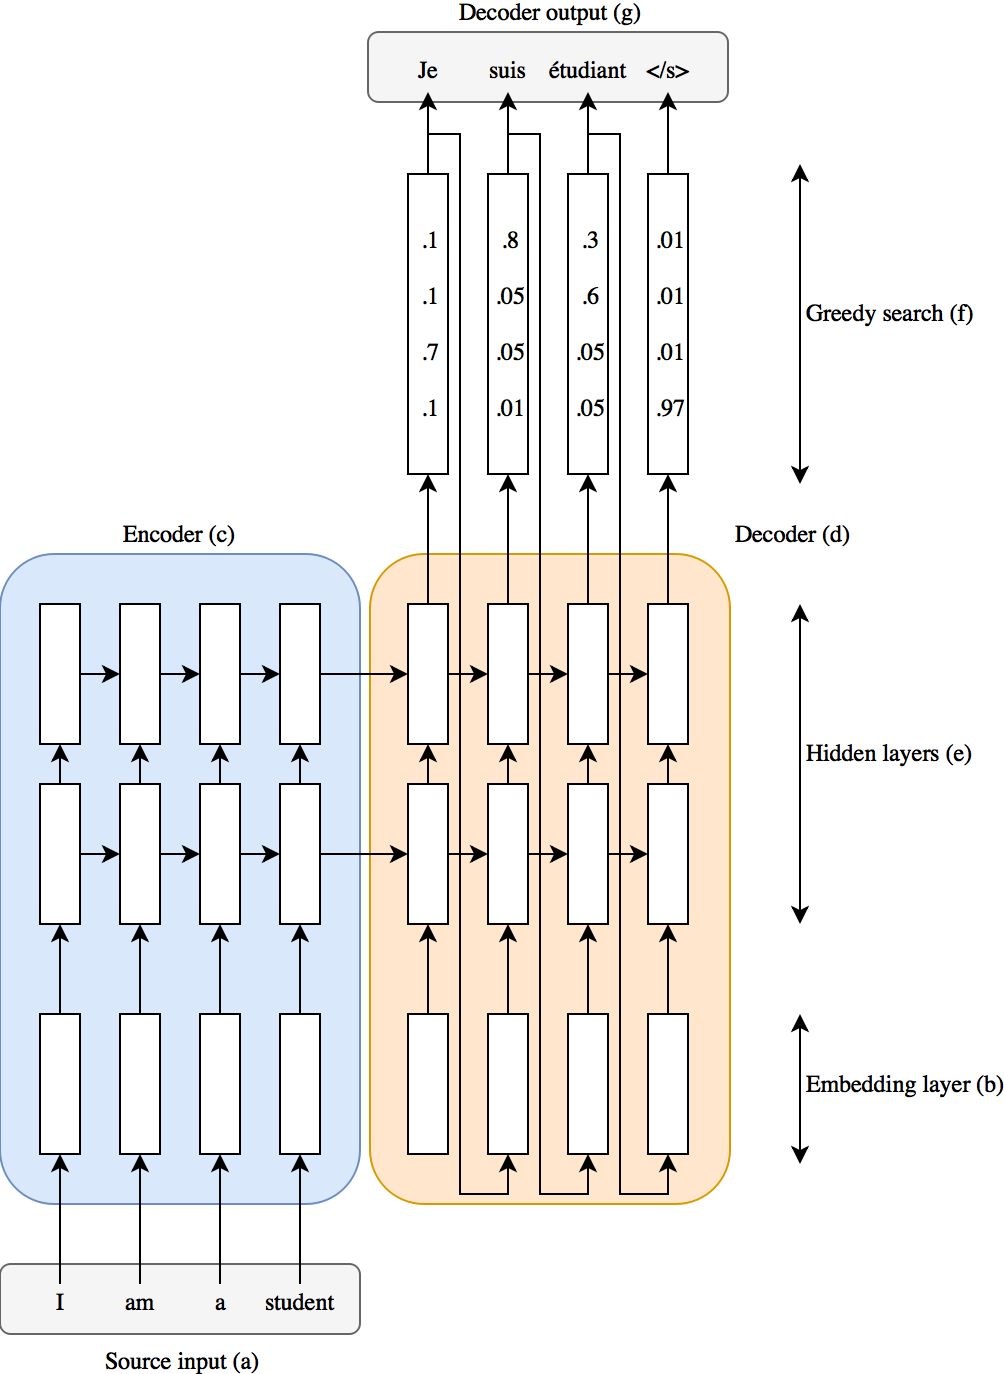 Decoder output (g)
Je suis étudiant </s>
.1 .8 .3 .01
.1 .05 .6 .01
.7 .05 .05 .01
.1 .01 .05 .97
Greedy search (f)
Encoder (c)
Decoder (d)
Hidden layers (e)
Embedding layer (b)
I am a student
Source input (a)